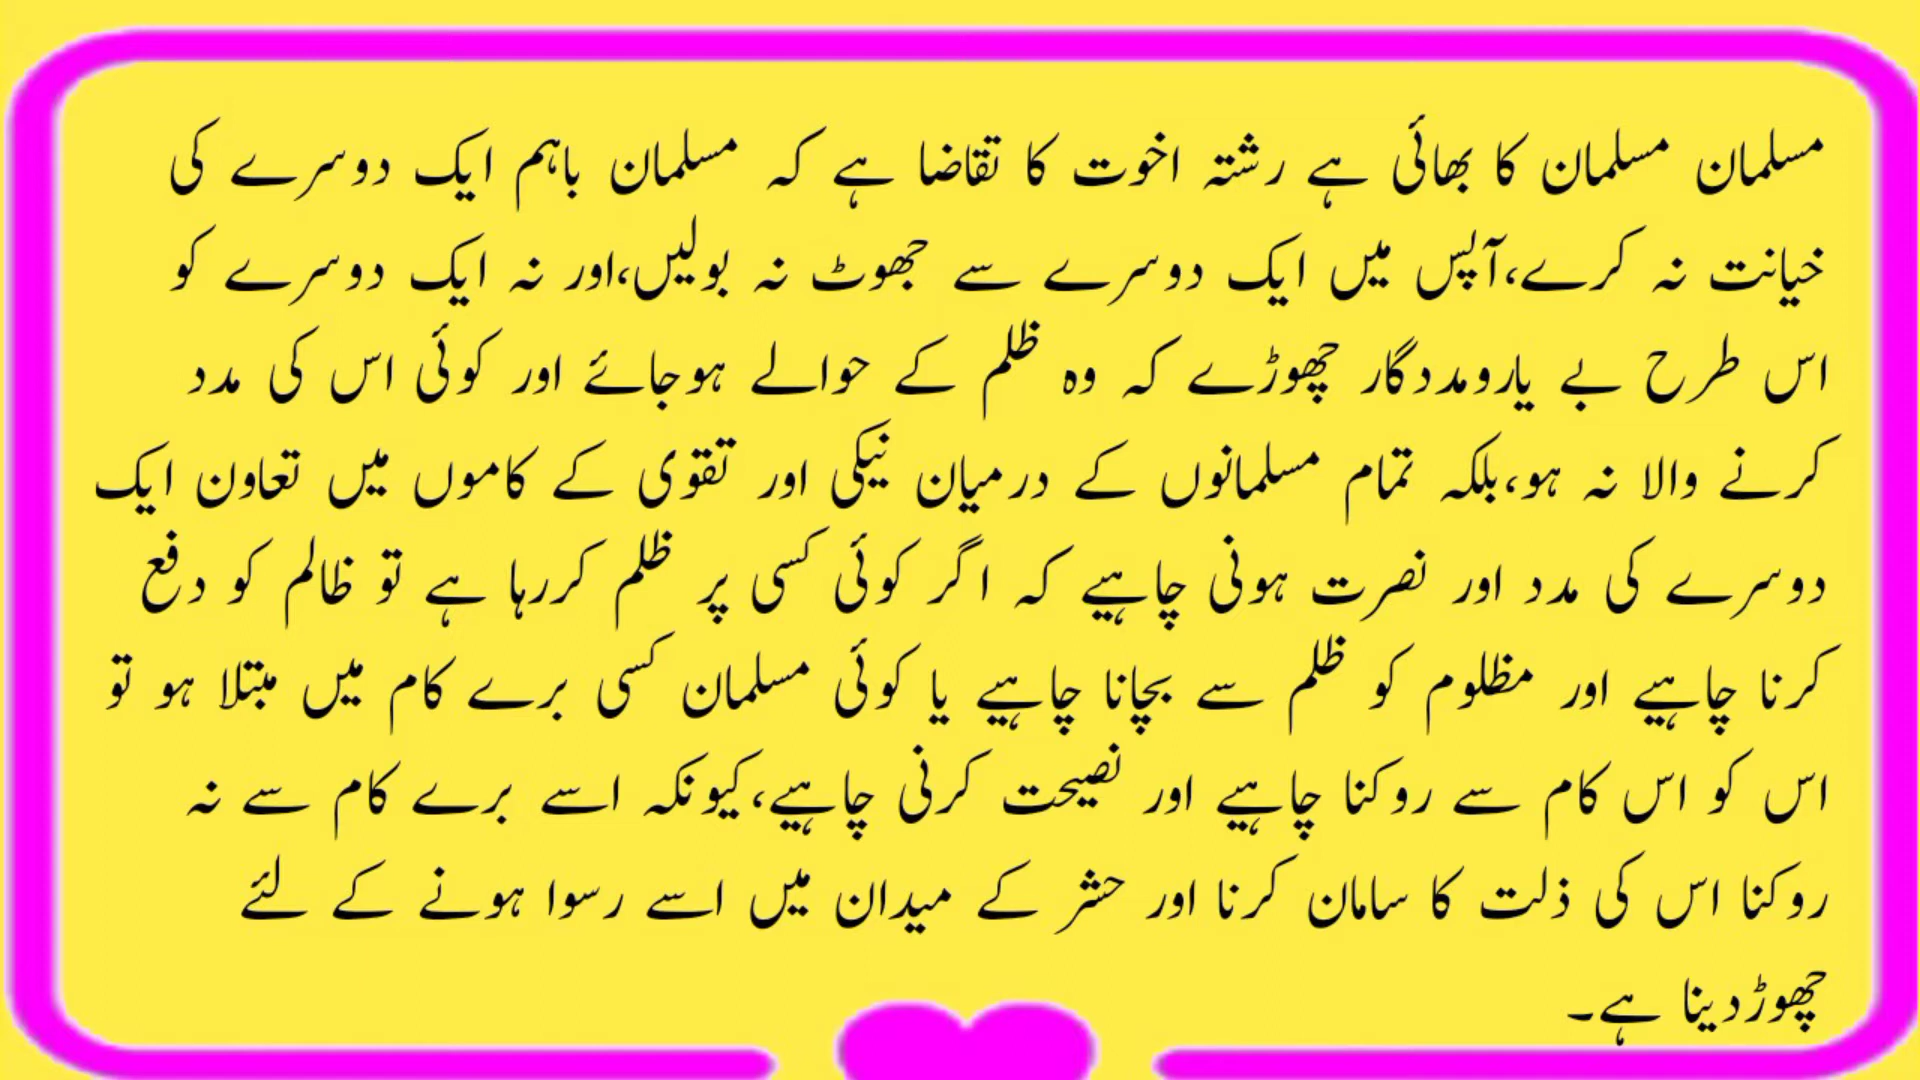 مسلمان مسلمان کا بھائی ہے رشتہ اخوت کا تقاضا ہے کہ مسلمان باہم ایک دوسرے کی
خیانت نہ کرے،آپس میں ایک دوسرے سے جھوٹ نہ بولیں،اور نہ ایک دوسرے کو
اس طرح بے یارومددگار چھوڑے کہ وہ ظلم کے حوالے ہوجائے اور کوئی اس کی مدد
کرنے والا نہ ہو،بلکہ تمام مسلمانوں کے درمیان نیکی اور تقوی کے کاموں میں تعاون ایک
دوسرے کی مدد اور نصرت ہونی چاہیے کہ اگر کوئی کسی پر ظلم کررہا ہے تو ظالم کو دفع
کرنا چاہیے اور مظلوم کو ظلم سے بچانا چاہیے یا کوئی مسلمان کسی برے کام میں مبتلا ہو تو
اس کو اس کام سے روکنا چاہیے اور نصیحت کرنی چاہیے،کیونکہ اسے برے کام سے نہ
روکنا اس کی ذلت کا سامان کرنا اور حشر کے میدان میں اسے رسوا ہونے کے لئے
چھوڑدینا ہے۔